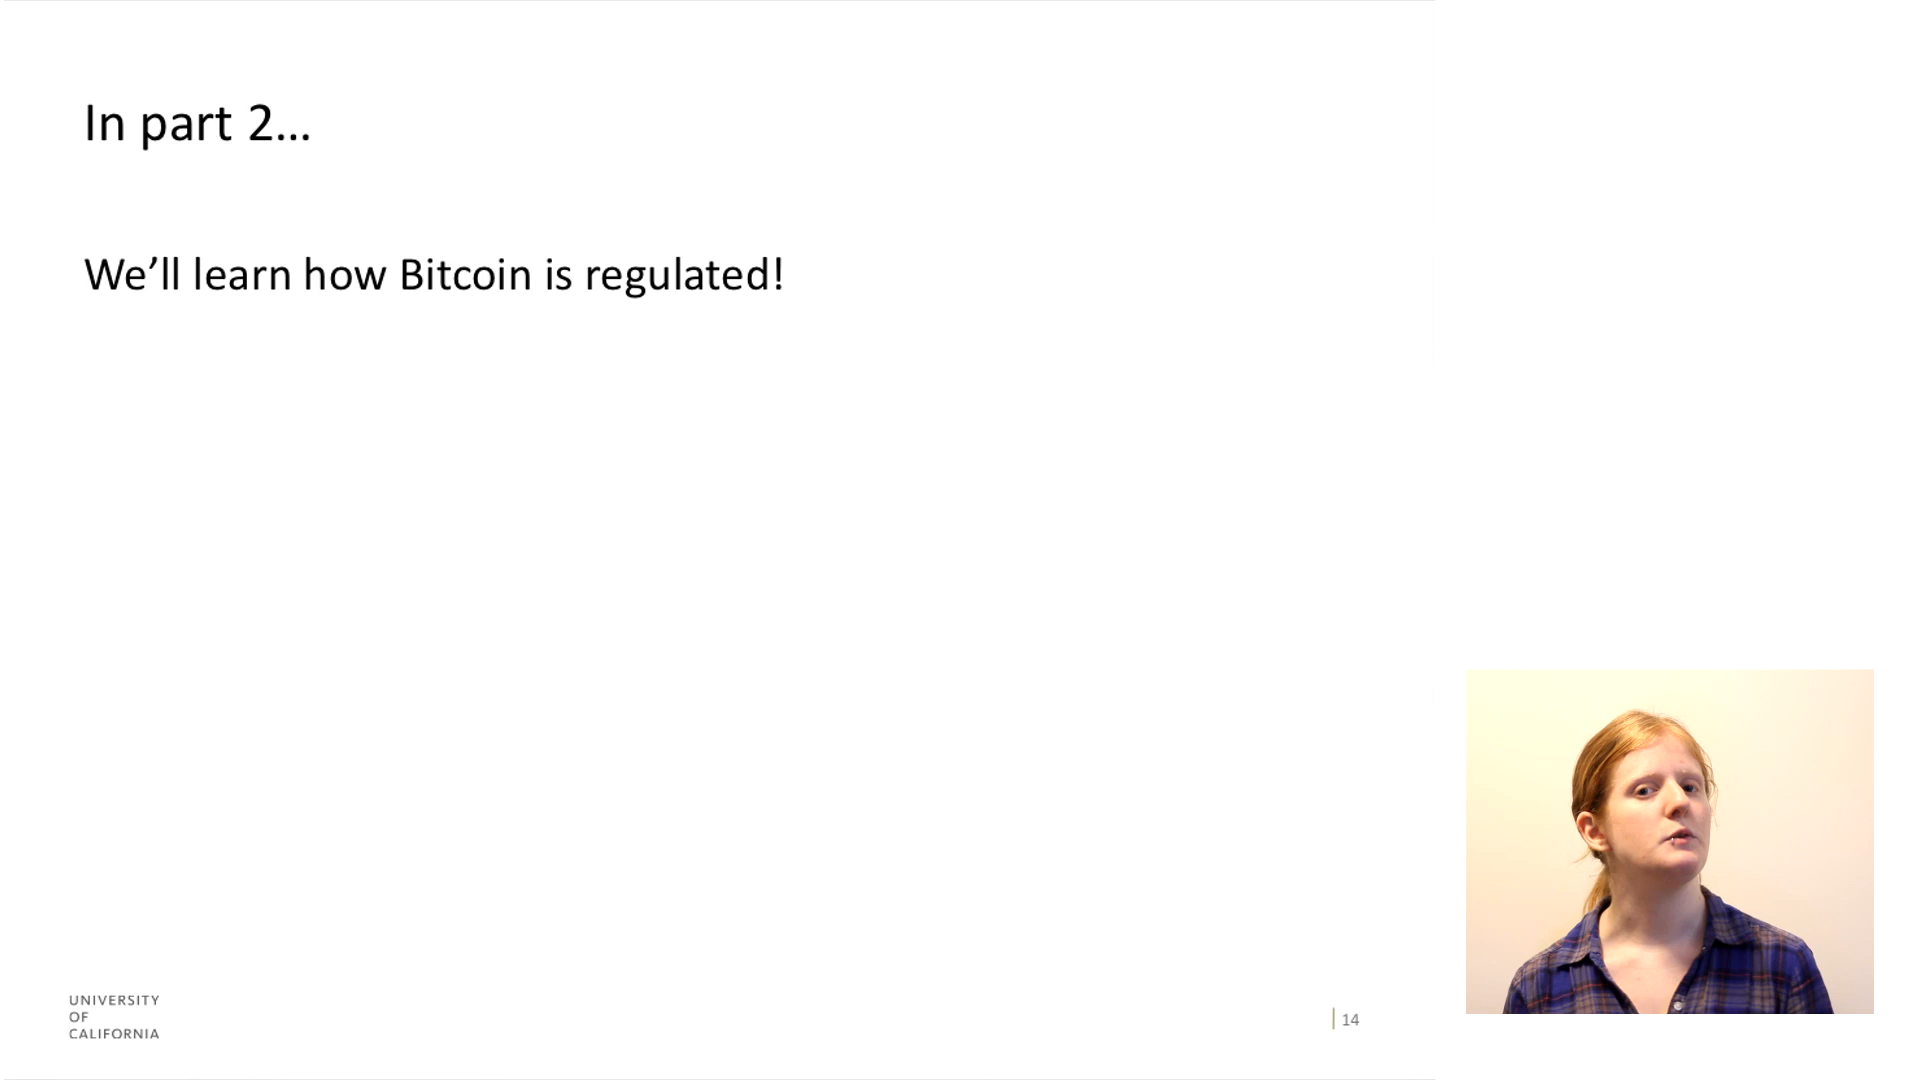 In part 2...
We’ll learn how Bitcoin is regulated!
UNIVERSITY
OF
CALIFORNIA
14